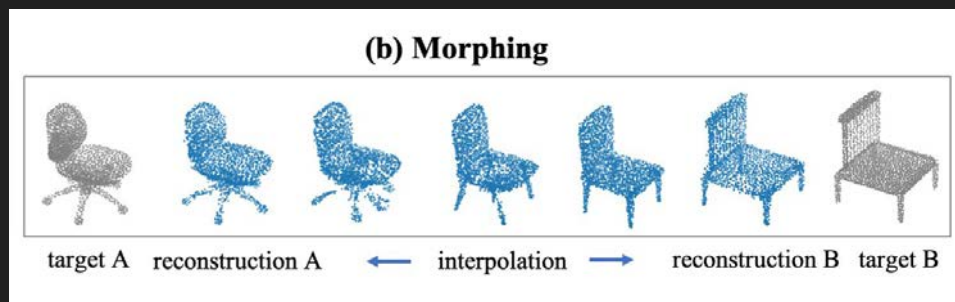 (b) Morphing
target A reconstruction A interpolation reconstruction B target B